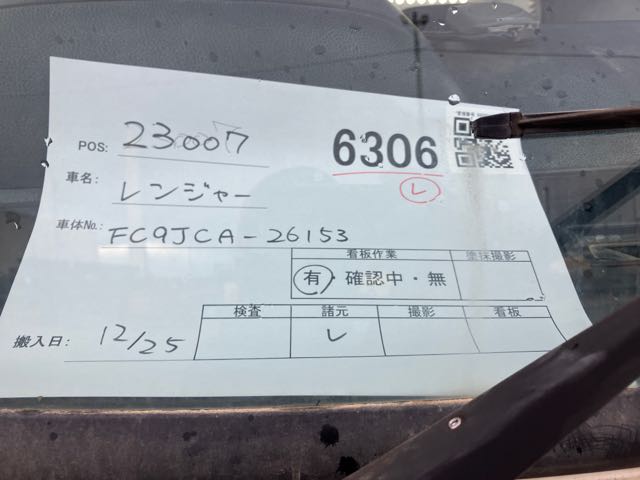 POS: 23007
6306
レ
車名: レンジャー
車体No.: FC9JCA-26153
看板作業 塗抹撮影
有・確認中・無
検査 諸元 撮影 看板
搬入日: 12/25 レ